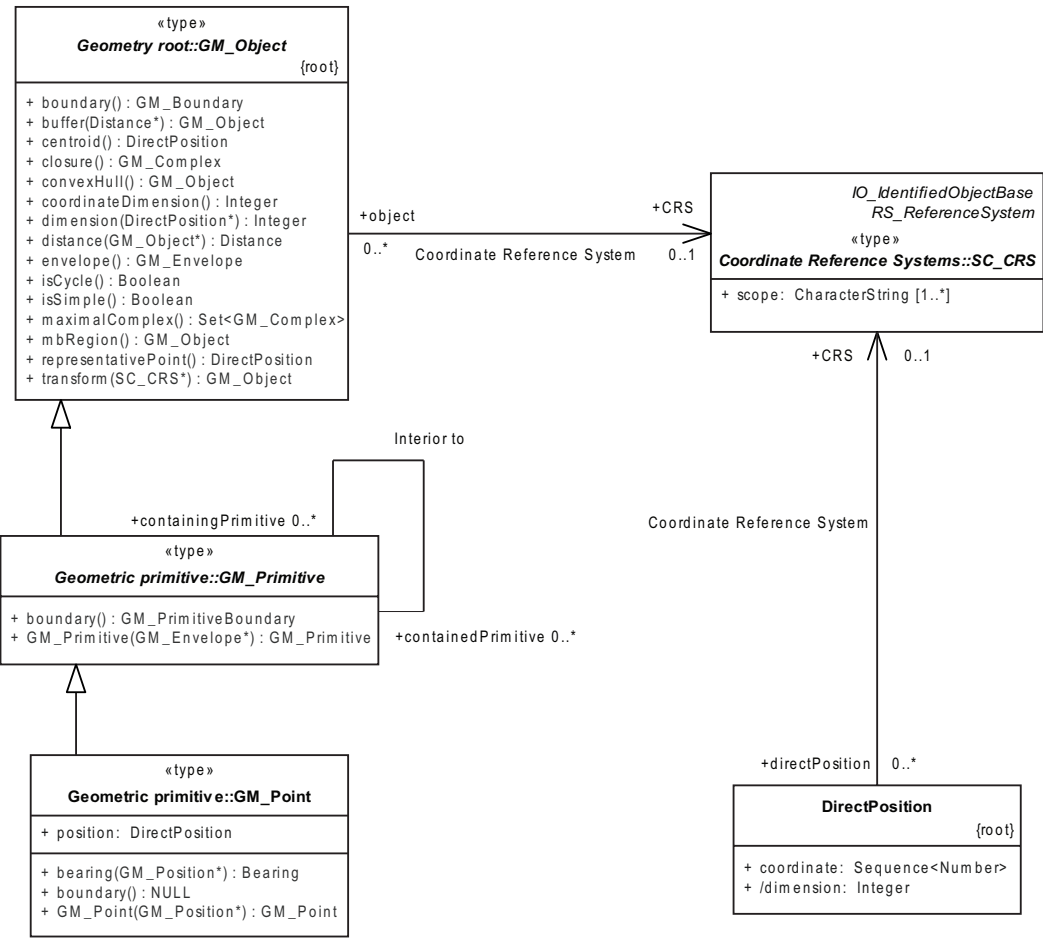 «type»
Geometry root::GM_Object
{root}
+ boundary() : GM_Boundary
+ buffer(Distance*) : GM_Object
+ centroid() : DirectPosition
+ closure() : GM_Complex
+ convexHull() : GM_Object
+ coordinateDimension() : Integer
+ dimension(DirectPosition*) : Integer
+ distance(GM_Object*) : Distance
+ envelope() : GM_Envelope
+ isCycle() : Boolean
+ isSimple() : Boolean
+ maximalComplex() : Set<GM_Complex>
+ mbRegion() : GM_Object
+ representativePoint() : DirectPosition
+ transform(SC_CRS*) : GM_Object
+object
0..*
Coordinate Reference System
+CRS
0..1
IO_IdentifiedObjectBase
RS_ReferenceSystem
«type»
Coordinate Reference Systems::SC_CRS
+ scope: CharacterString [1..*]
+CRS
0..1
Interior to
+containingPrimitive 0..*
Coordinate Reference System
«type»
Geometric primitive::GM_Primitive
+ boundary() : GM_PrimitiveBoundary
+ GM_Primitive(GM_Envelope*) : GM_Primitive
+containedPrimitive 0..*
«type»
Geometric primitive::GM_Point
+ position: DirectPosition
+ bearing(GM_Position*) : Bearing
+ boundary() : NULL
+ GM_Point(GM_Position*) : GM_Point
+directPosition
0..*
DirectPosition
{root}
+ coordinate: Sequence<Number>
+ /dimension: Integer